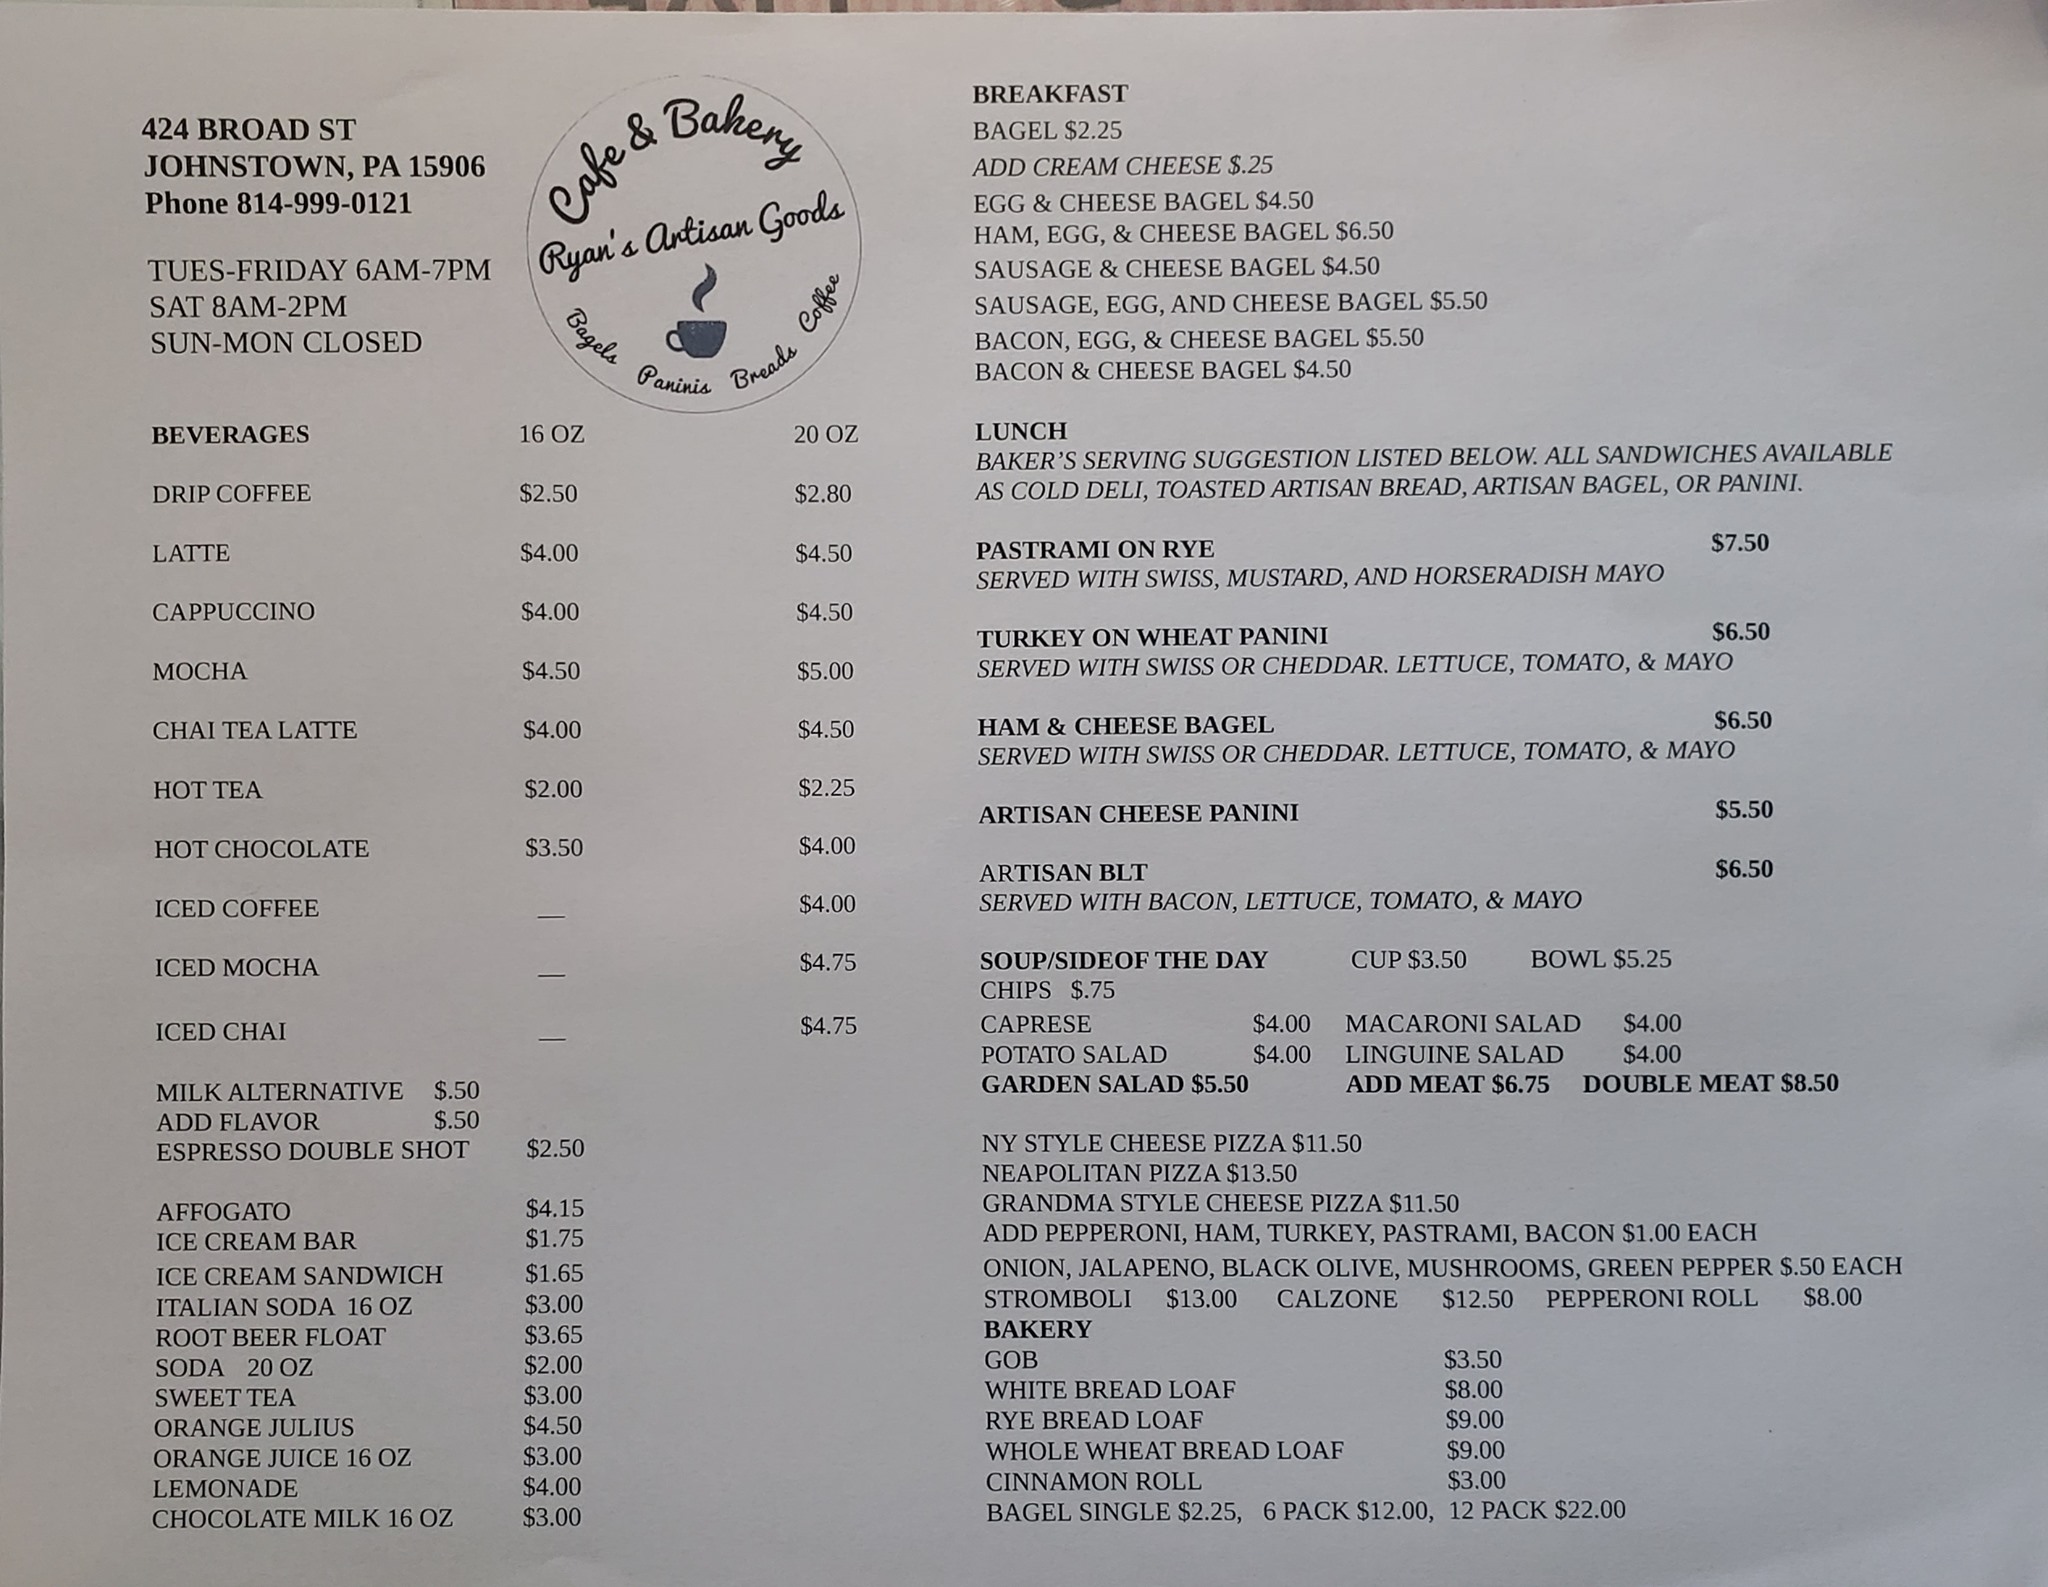 424 BROAD ST
JOHNSTOWN, PA 15906
Phone 814-999-0121
TUES-FRIDAY 6AM-7PM
SAT 8AM-2PM
SUN-MON CLOSED
Cafe & Bakery
Ryan's Artisan Goods
Bagels Paninis Breads Coffee
BEVERAGES 16 OZ 20 OZ
DRIP COFFEE $2.50 $2.80
LATTE $4.00 $4.50
CAPPUCCINO $4.00 $4.50
MOCHA $4.50 $5.00
CHAI TEA LATTE $4.00 $4.50
HOT TEA $2.00 $2.25
HOT CHOCOLATE $3.50 $4.00
ICED COFFEE __ $4.00
ICED MOCHA __ $4.75
ICED CHAI __ $4.75
MILK ALTERNATIVE $.50
ADD FLAVOR $.50
ESPRESSO DOUBLE SHOT $2.50
AFFOGATO $4.15
ICE CREAM BAR $1.75
ICE CREAM SANDWICH $1.65
ITALIAN SODA 16 OZ $3.00
ROOT BEER FLOAT $3.65
SODA 20 OZ $2.00
SWEET TEA $3.00
ORANGE JULIUS $4.50
ORANGE JUICE 16 OZ $3.00
LEMONADE $4.00
CHOCOLATE MILK 16 OZ $3.00
BREAKFAST
BAGEL $2.25
ADD CREAM CHEESE $.25
EGG & CHEESE BAGEL $4.50
HAM, EGG, & CHEESE BAGEL $6.50
SAUSAGE & CHEESE BAGEL $4.50
SAUSAGE, EGG, AND CHEESE BAGEL $5.50
BACON, EGG, & CHEESE BAGEL $5.50
BACON & CHEESE BAGEL $4.50
LUNCH
BAKER'S SERVING SUGGESTION LISTED BELOW. ALL SANDWICHES AVAILABLE
AS COLD DELI, TOASTED ARTISAN BREAD, ARTISAN BAGEL, OR PANINI.
PASTRAMI ON RYE $7.50
SERVED WITH SWISS, MUSTARD, AND HORSERADISH MAYO
TURKEY ON WHEAT PANINI $6.50
SERVED WITH SWISS OR CHEDDAR. LETTUCE, TOMATO, & MAYO
HAM & CHEESE BAGEL $6.50
SERVED WITH SWISS OR CHEDDAR. LETTUCE, TOMATO, & MAYO
ARTISAN CHEESE PANINI $5.50
ARTISAN BLT $6.50
SERVED WITH BACON, LETTUCE, TOMATO, & MAYO
SOUP/SIDEOF THE DAY CUP $3.50 BOWL $5.25
CHIPS $.75
CAPRESE $4.00 MACARONI SALAD $4.00
POTATO SALAD $4.00 LINGUINE SALAD $4.00
GARDEN SALAD $5.50 ADD MEAT $6.75 DOUBLE MEAT $8.50
NY STYLE CHEESE PIZZA $11.50
NEAPOLITAN PIZZA $13.50
GRANDMA STYLE CHEESE PIZZA $11.50
ADD PEPPERONI, HAM, TURKEY, PASTRAMI, BACON $1.00 EACH
ONION, JALAPENO, BLACK OLIVE, MUSHROOMS, GREEN PEPPER $.50 EACH
STROMBOLI $13.00 CALZONE $12.50 PEPPERONI ROLL $8.00
BAKERY
GOB $3.50
WHITE BREAD LOAF $8.00
RYE BREAD LOAF $9.00
WHOLE WHEAT BREAD LOAF $9.00
CINNAMON ROLL $3.00
BAGEL SINGLE $2.25, 6 PACK $12.00, 12 PACK $22.00